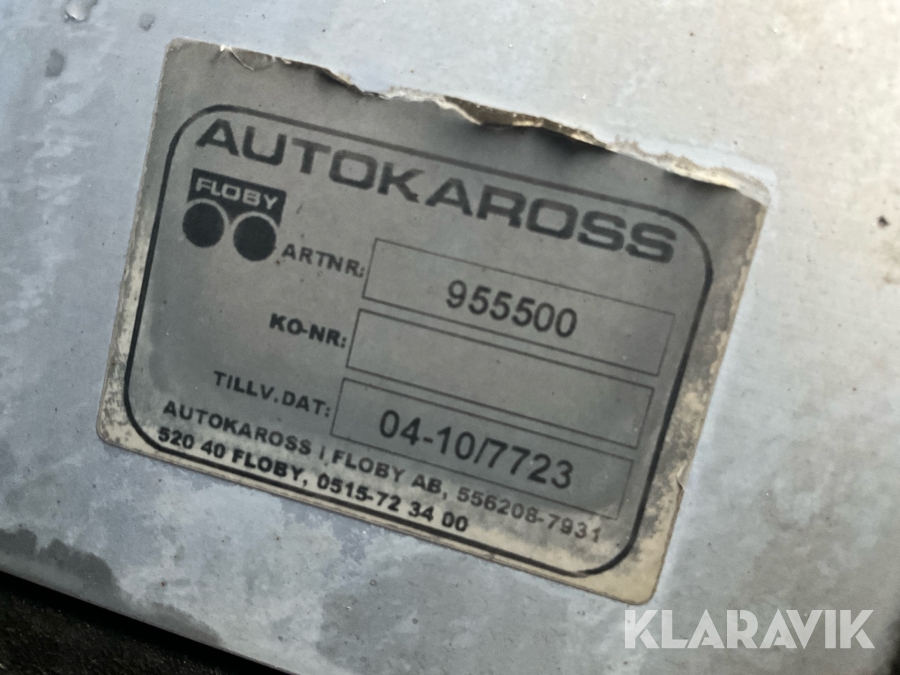 AUTOKAROSS
FLOBY
ARTNR: 955500
KO-NR:
TILLV.DAT: 04-10/7723
AUTOKAROSS I FLOBY AB, 556208-7931
520 40 FLOBY, 0515-72 34 00
KLARAVIK